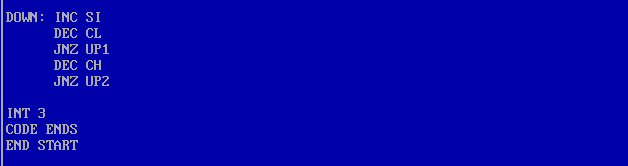 DOWN: INC SI
DEC CL
JNZ UP1
DEC CH
JNZ UP2
INT 3
CODE ENDS
END START